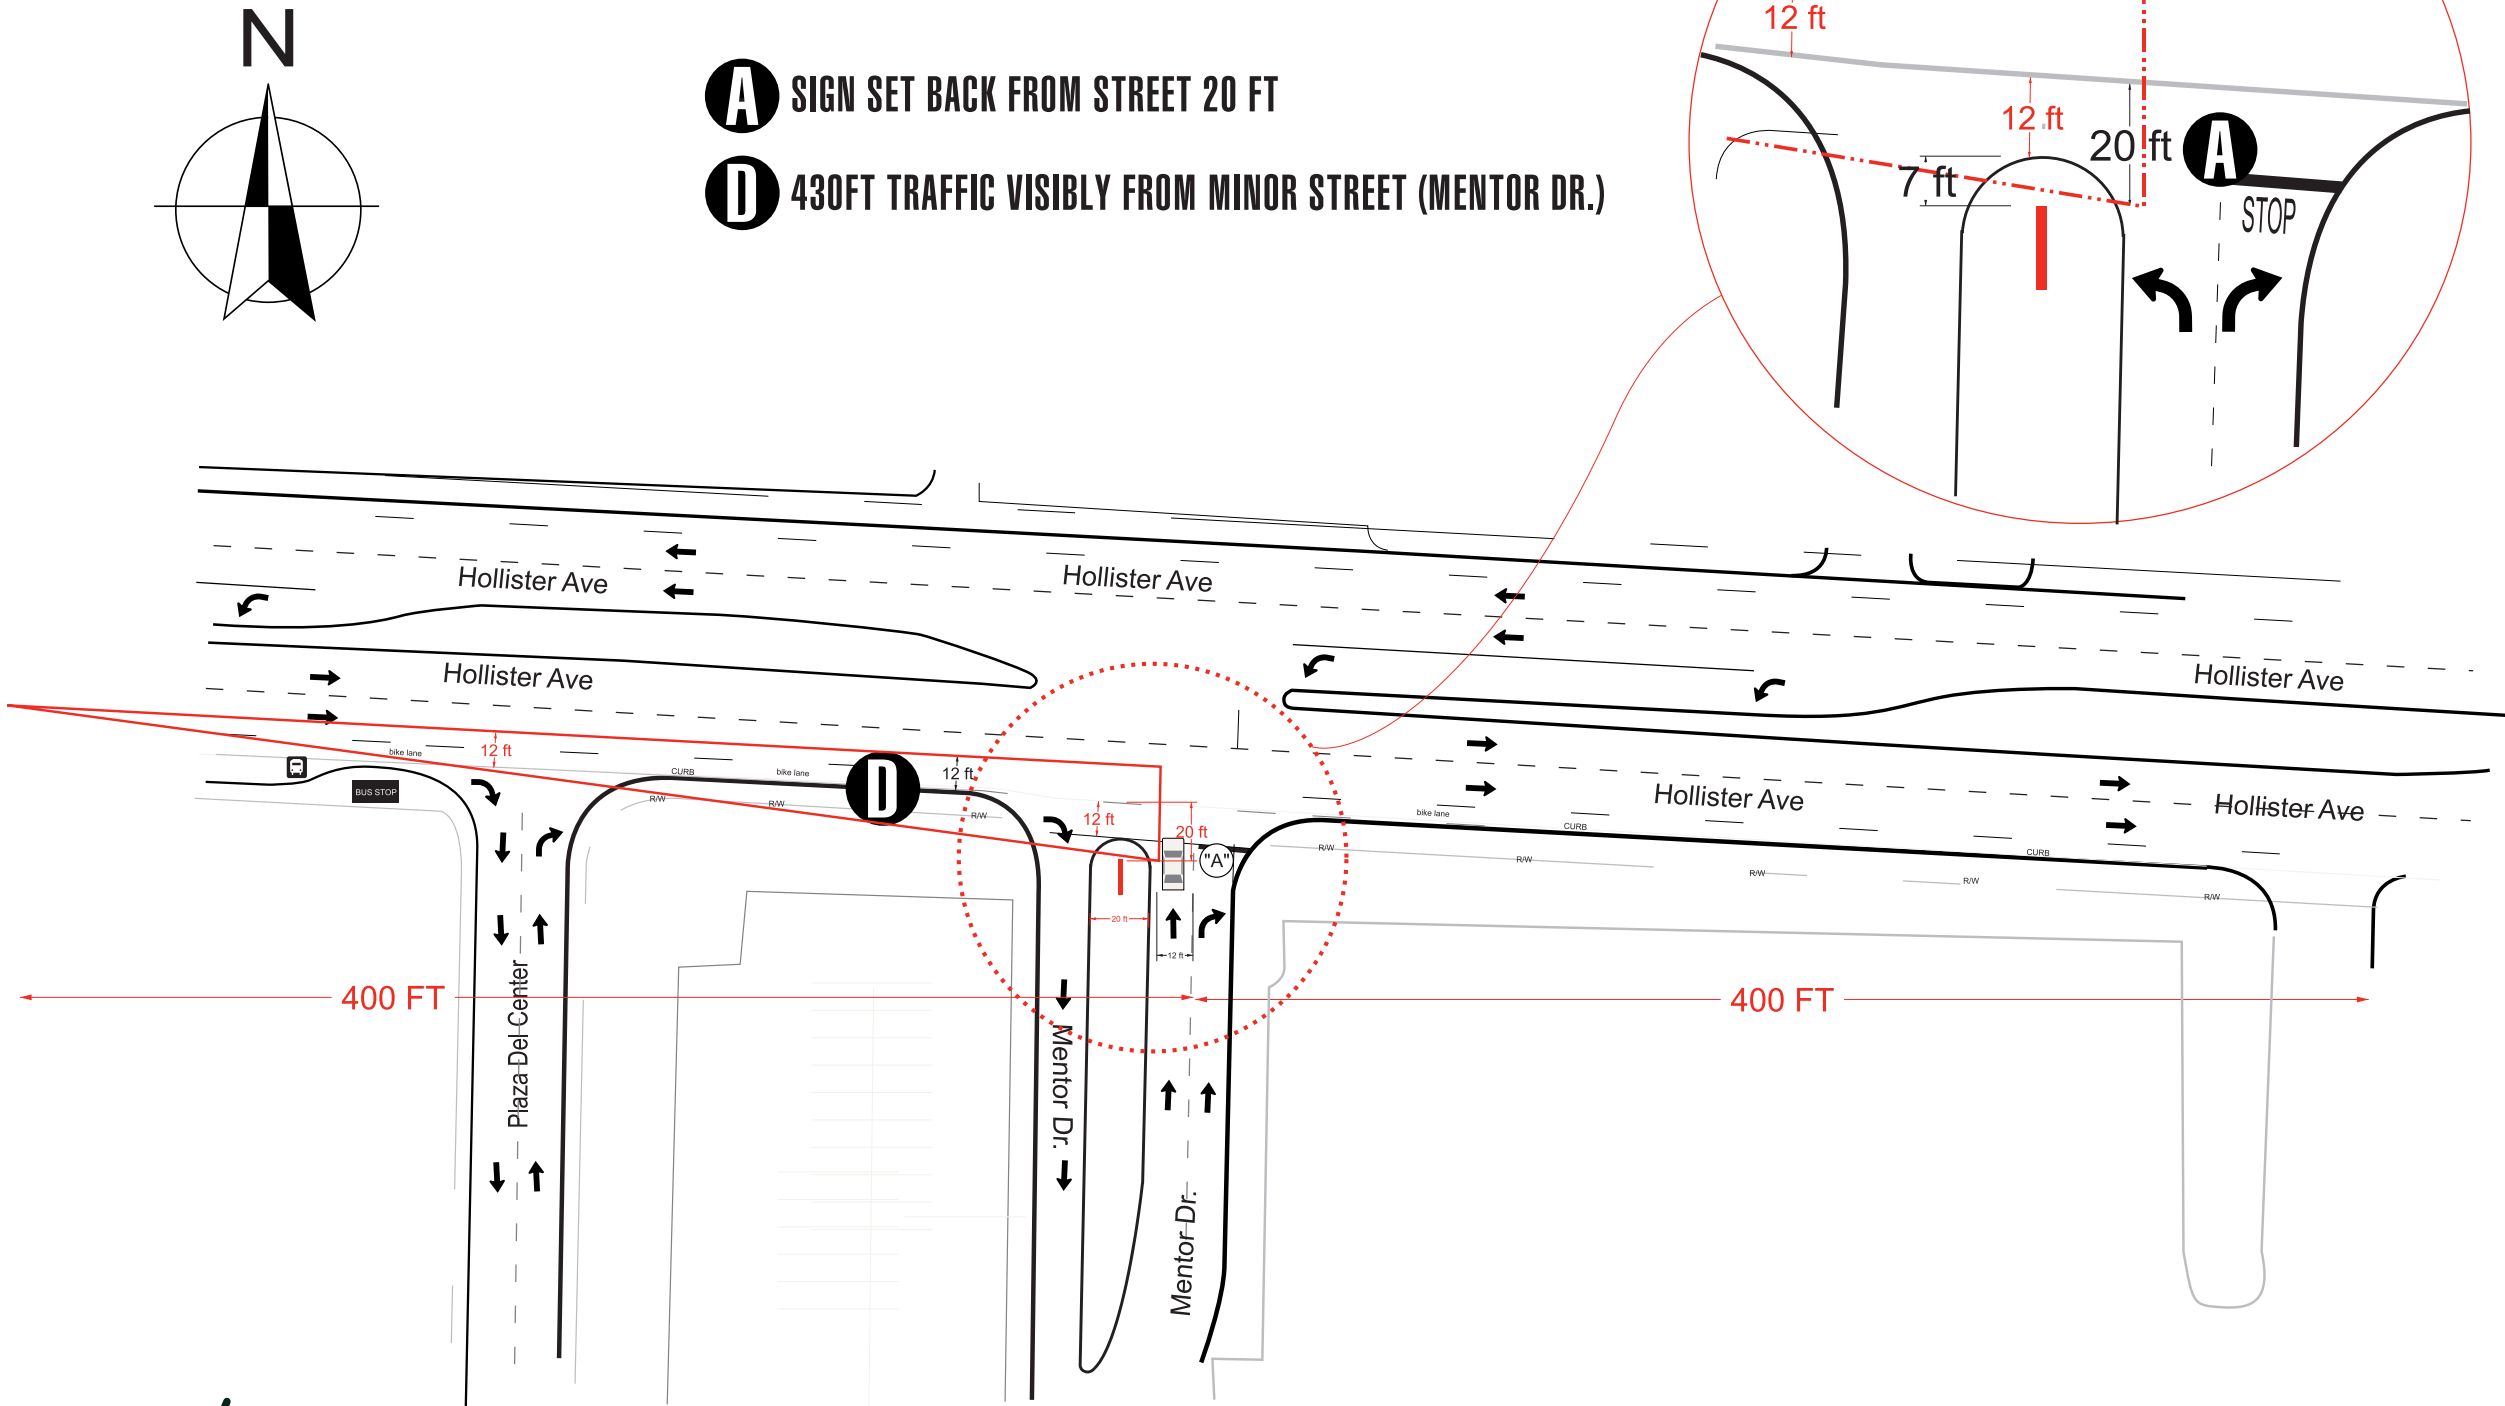 N
12 ft
A SIGN SET BACK FROM STREET 20 FT
12 ft
20 ft
A
7 ft
D 430FT TRAFFIC VISIBLY FROM MINOR STREET (MENTOR DR.)
STOP
Hollister Ave
Hollister Ave
Hollister Ave
Hollister Ave
12 ft
bike lane
CURB
bike lane
D
12 ft
BUS STOP
R/W
R/W
R/W
12 ft
20 ft
"A"
Hollister Ave
Hollister Ave
bike lane
CURB
CURB
R/W
R/W
R/W
R/W
R/W
20 ft
12 ft
400 FT
400 FT
Plaza Del Center
Mentor Dr.
Mentor Dr.